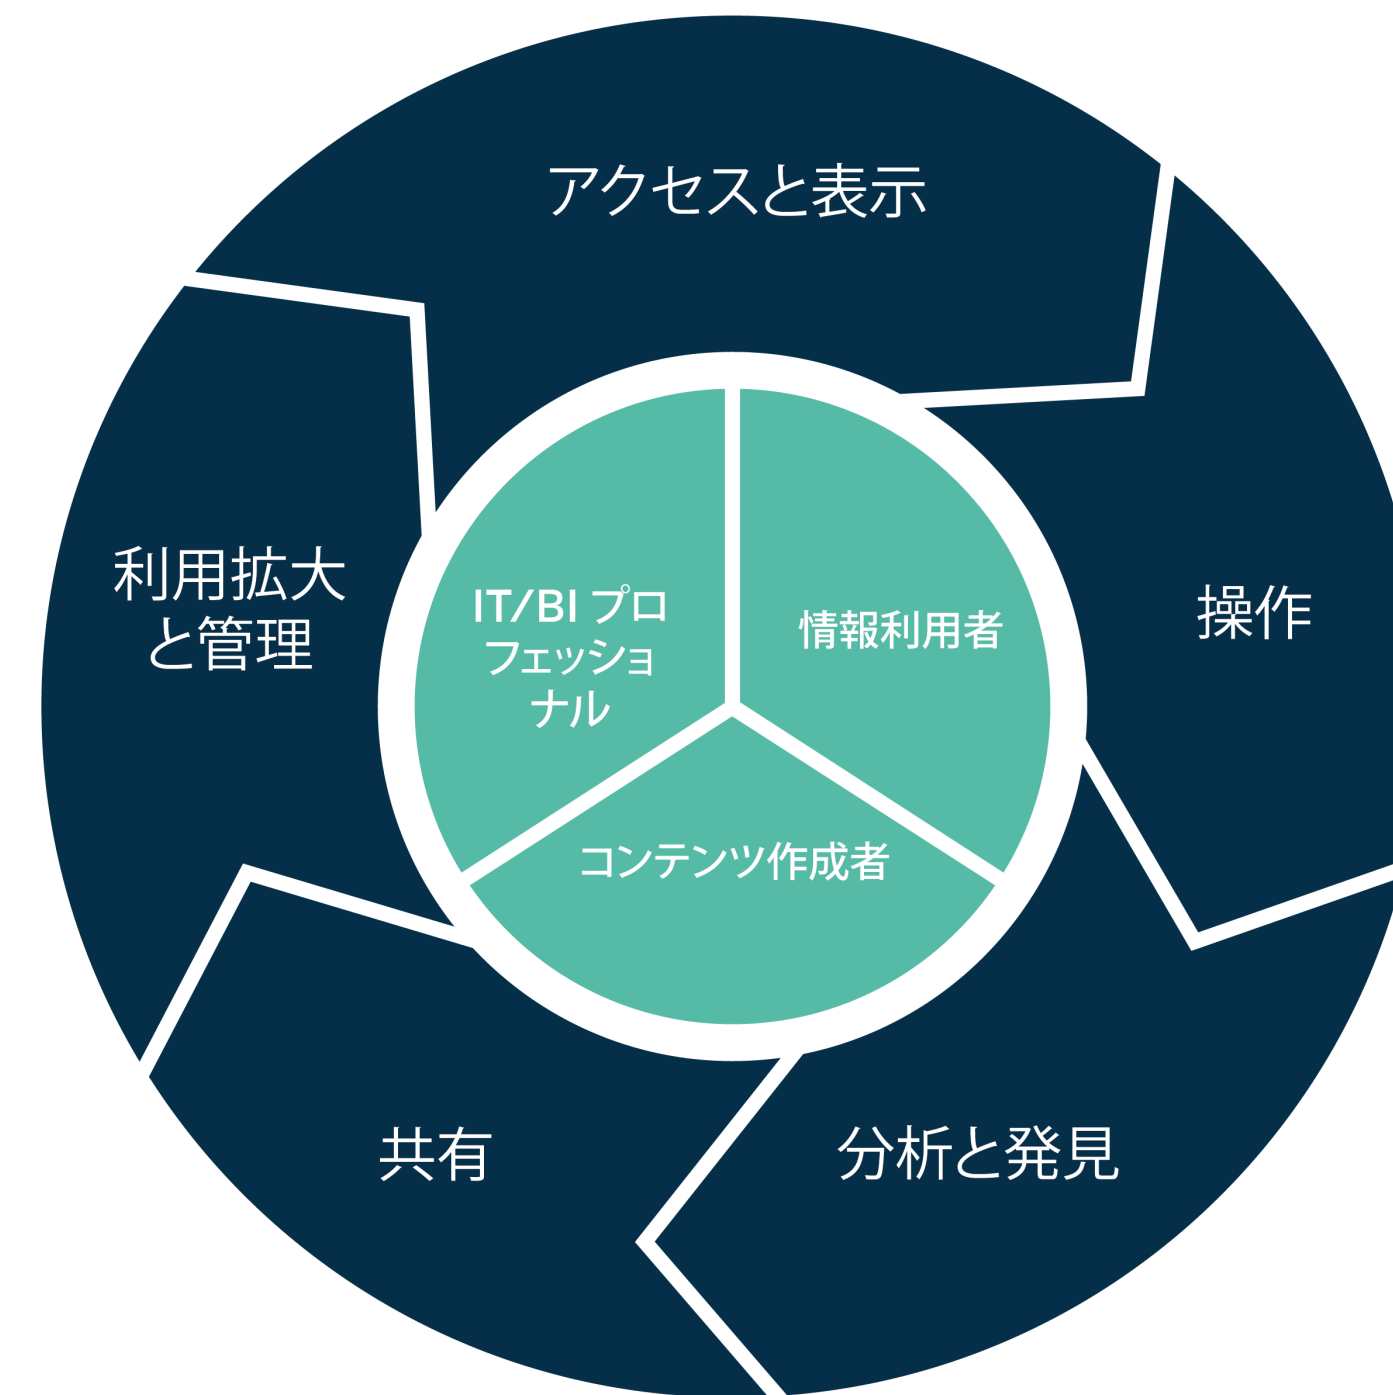 アクセスと表示
利用拡大
と管理
IT/BI プロ
フェッショ
ナル
情報利用者
操作
コンテンツ作成者
共有
分析と発見